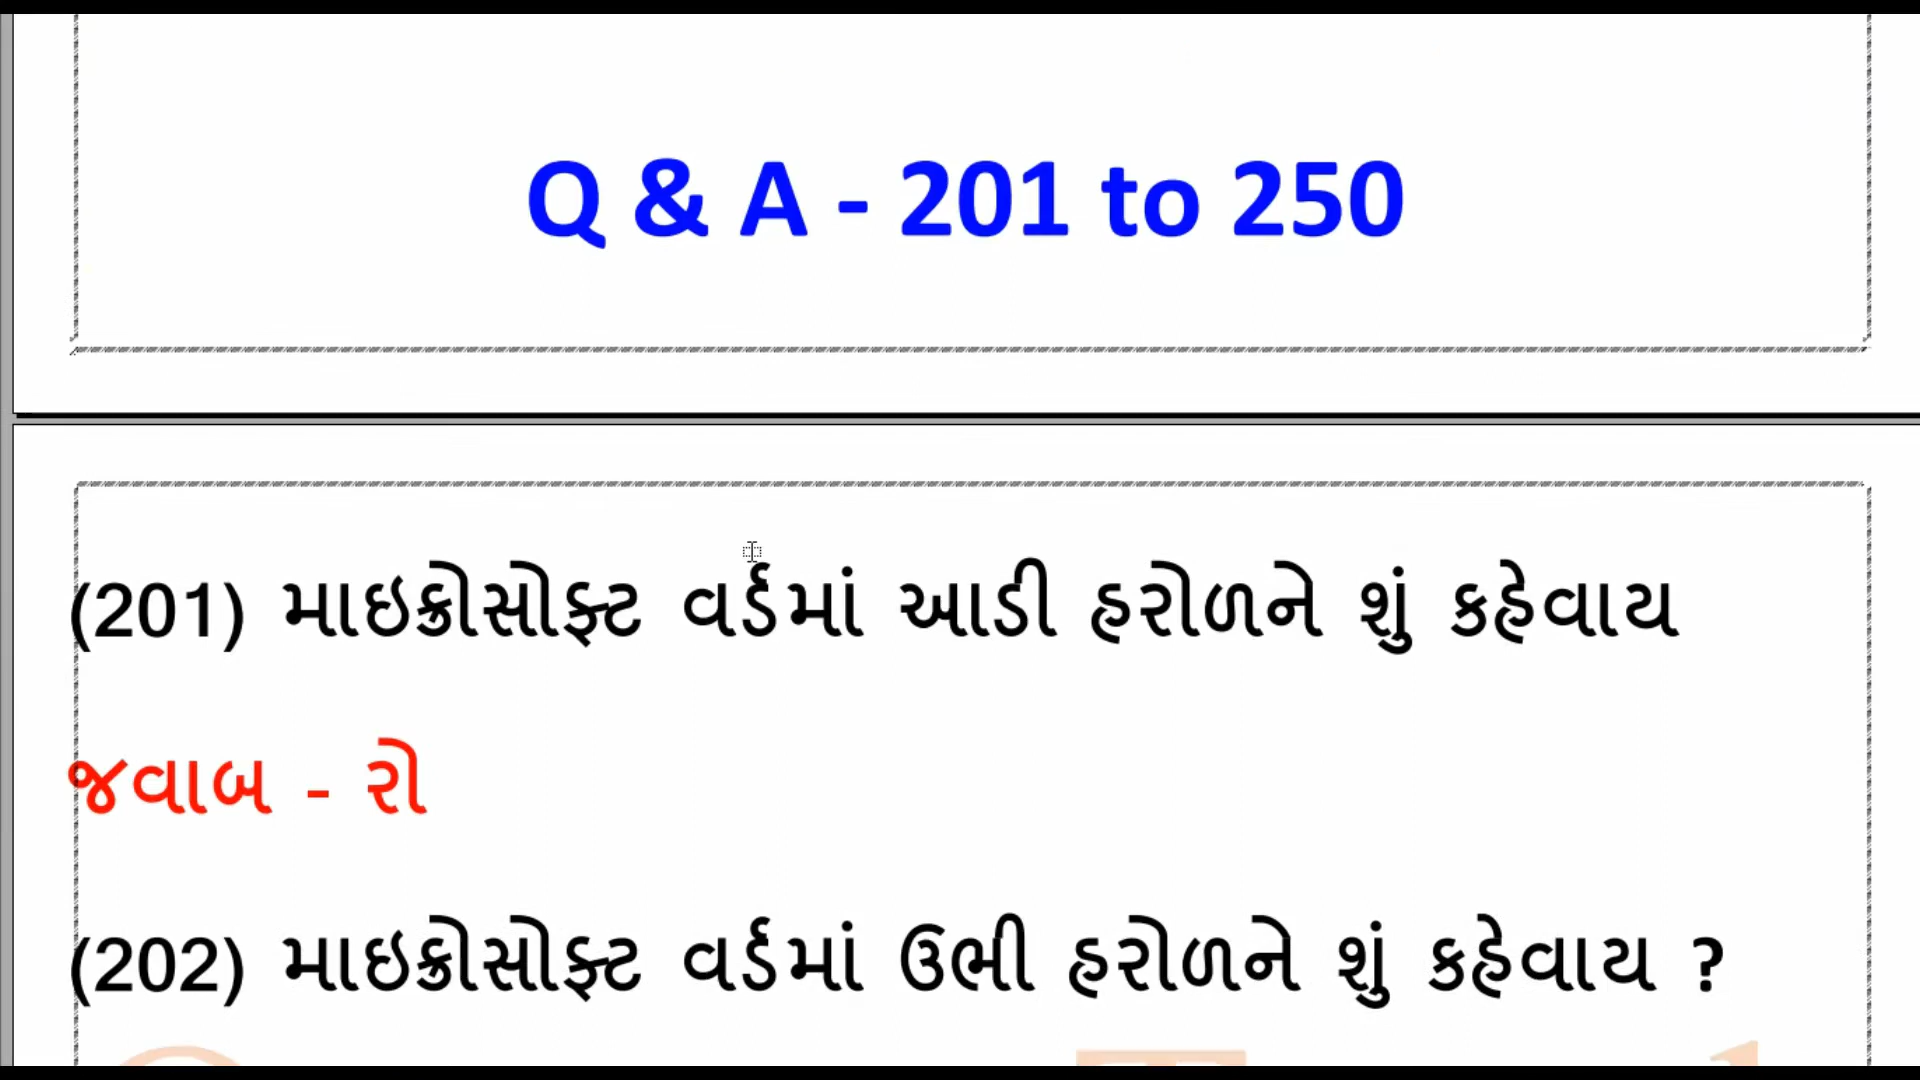 Q & A - 201 to 250
(201) માઇક્રોસોફ્ટ વર્ડમાં આડી હરોળને શું કહેવાય
જવાબ - રો
(202) માઇક્રોસોફ્ટ વર્ડમાં ઉભી હરોળને શું કહેવાય ?